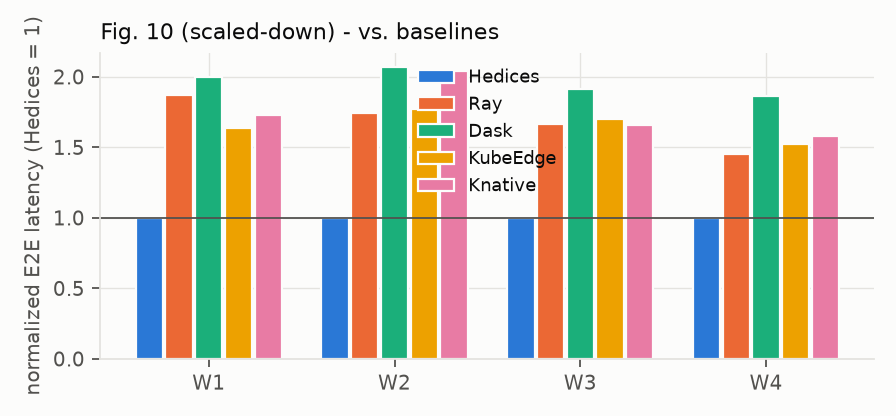 Fig. 10 (scaled-down) - vs. baselines
normalized E2E latency (Hedices = 1)
2.0
1.5
1.0
0.5
0.0
Hedices
Ray
Dask
KubeEdge
Knative
W1
W2
W3
W4